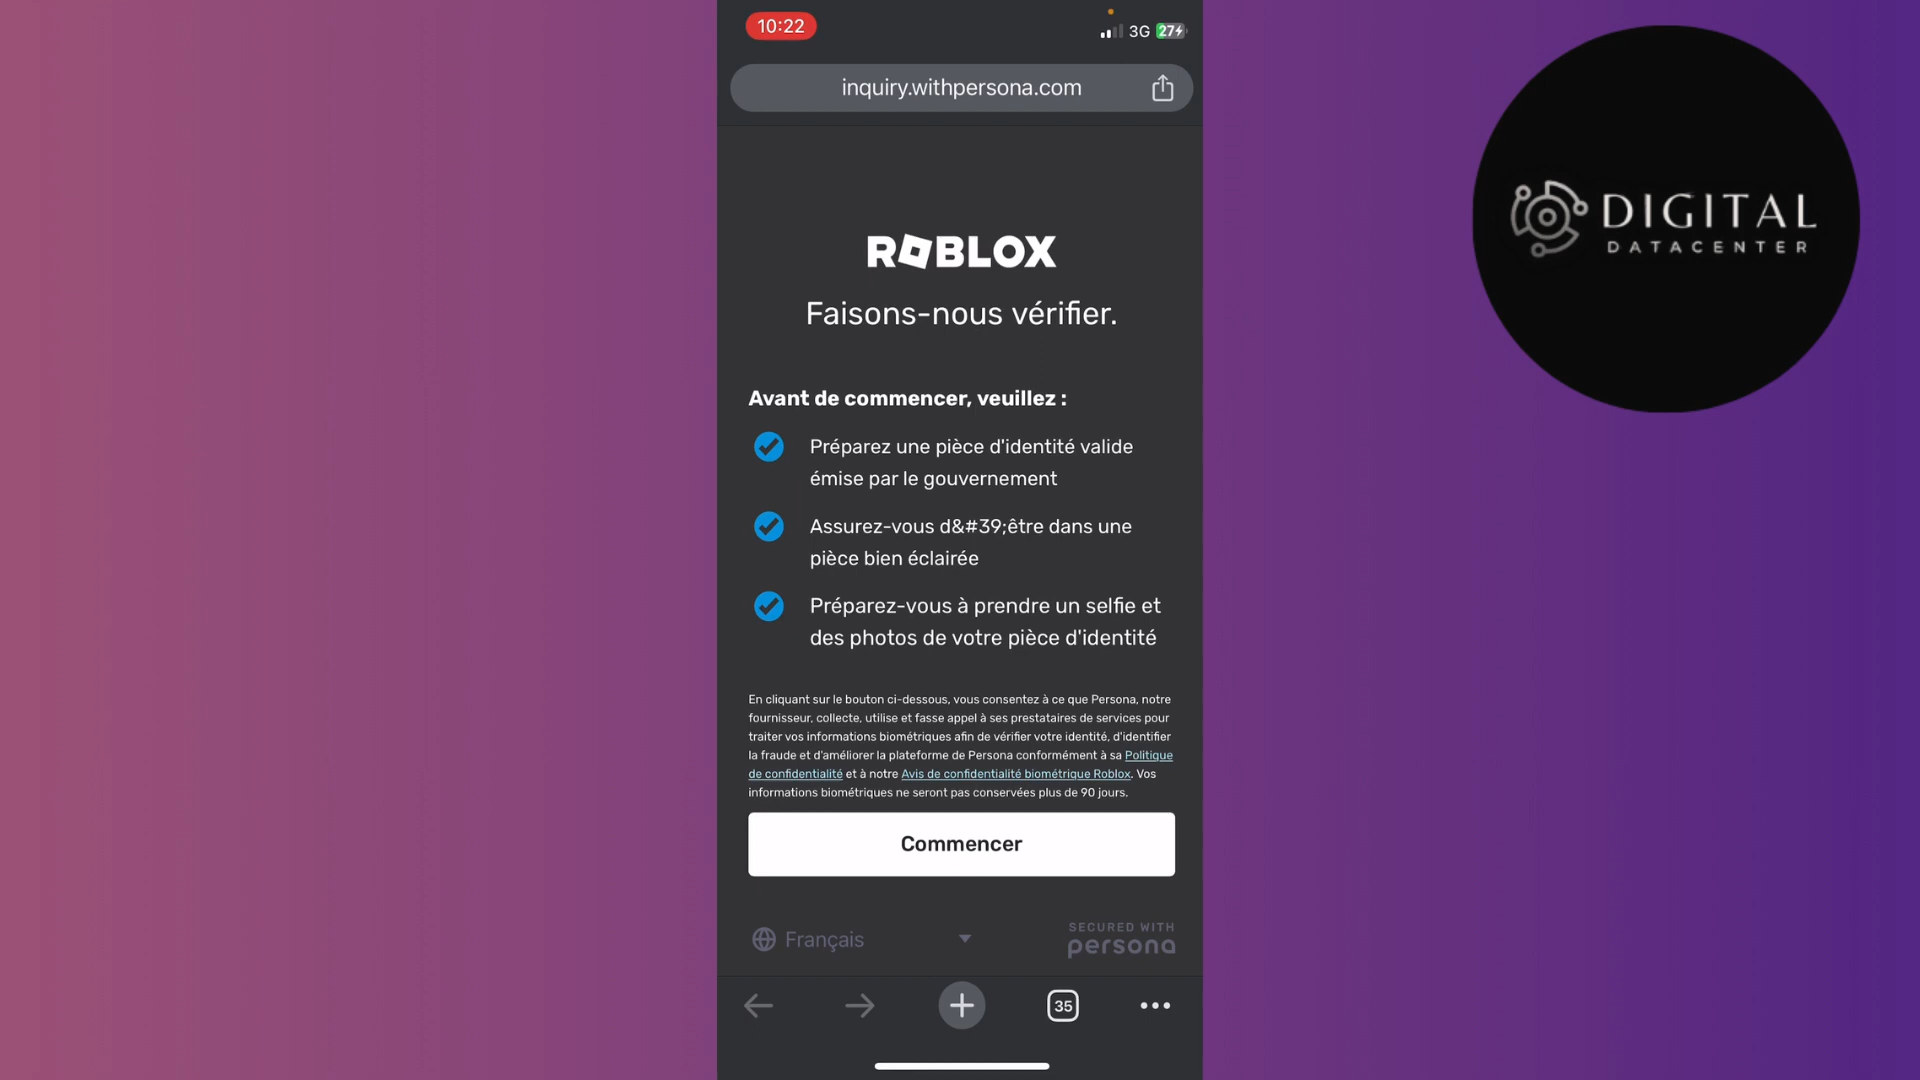 10:22
3G 27
inquiry.withpersona.com
DIGITAL
DATACENTER
ROBLOX
Faisons-nous vérifier.
Avant de commencer, veuillez :
Préparez une pièce d'identité valide
émise par le gouvernement
Assurez-vous d&#39;être dans une
pièce bien éclairée
Préparez-vous à prendre un selfie et
des photos de votre pièce d'identité
En cliquant sur le bouton ci-dessous, vous consentez à ce que Persona, notre
fournisseur, collecte, utilise et fasse appel à ses prestataires de services pour
traiter vos informations biométriques afin de vérifier votre identité, d'identifier
la fraude et d'améliorer la plateforme de Persona conformément à sa Politique
de confidentialité et à notre Avis de confidentialité biométrique Roblox. Vos
informations biométriques ne seront pas conservées plus de 90 jours.
Commencer
Français
SECURED WITH
persona
35